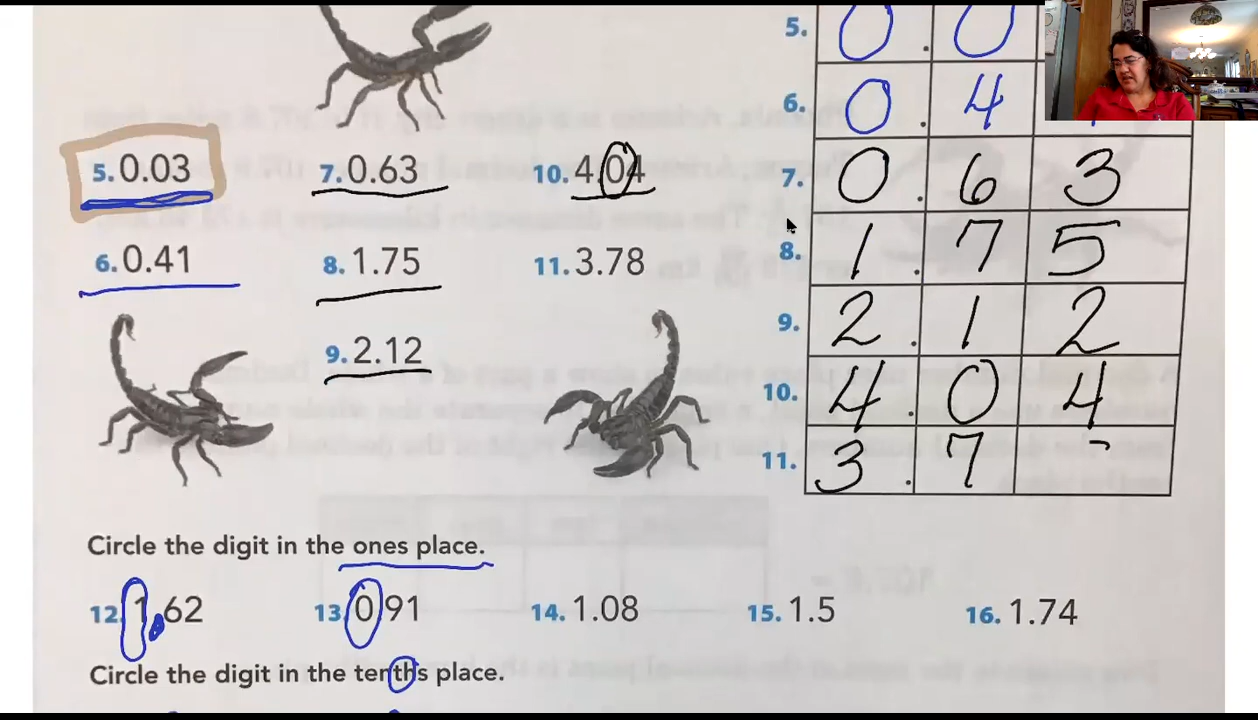 5. 0 . 0
6. 0 . 4
5. 0.03 7. 0.63 10. 4.04 7. 0 . 6 3
6. 0.41 8. 1.75 11. 3.78 8. 1 . 7 5
9. 2.12 9. 2 . 1 2
10. 4 . 0 4
11. 3 . 7
Circle the digit in the ones place.
12. 1.62 13. 0.91 14. 1.08 15. 1.5 16. 1.74
Circle the digit in the tenths place.